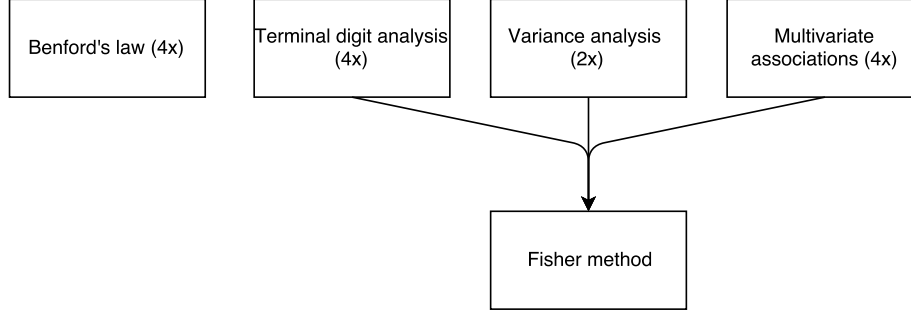 Benford's law (4x)
Terminal digit analysis
(4x)
Variance analysis
(2x)
Multivariate
associations (4x)
Fisher method